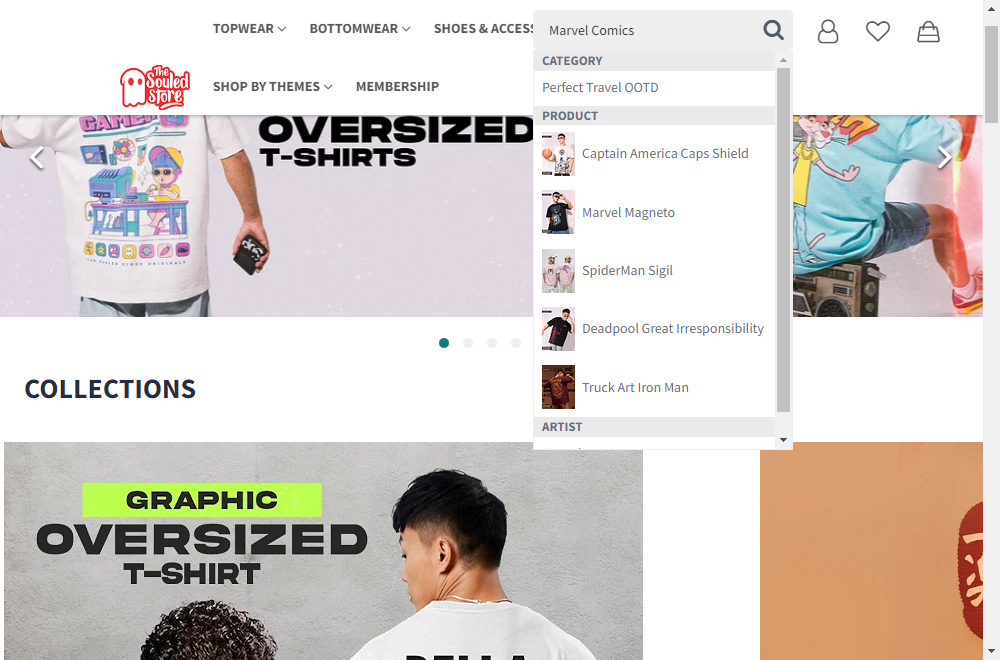 TOPWEAR
BOTTOMWEAR
SHOES & ACCESS
Marvel Comics
The
Souled
Store
SHOP BY THEMES
MEMBERSHIP
CATEGORY
Perfect Travel OOTD
PRODUCT
Captain America Caps Shield
Marvel Magneto
SpiderMan Sigil
Deadpool Great Irresponsibility
Truck Art Iron Man
ARTIST
GAMER
OVERSIZED
T-SHIRTS
COLLECTIONS
GRAPHIC
OVERSIZED
T-SHIRT